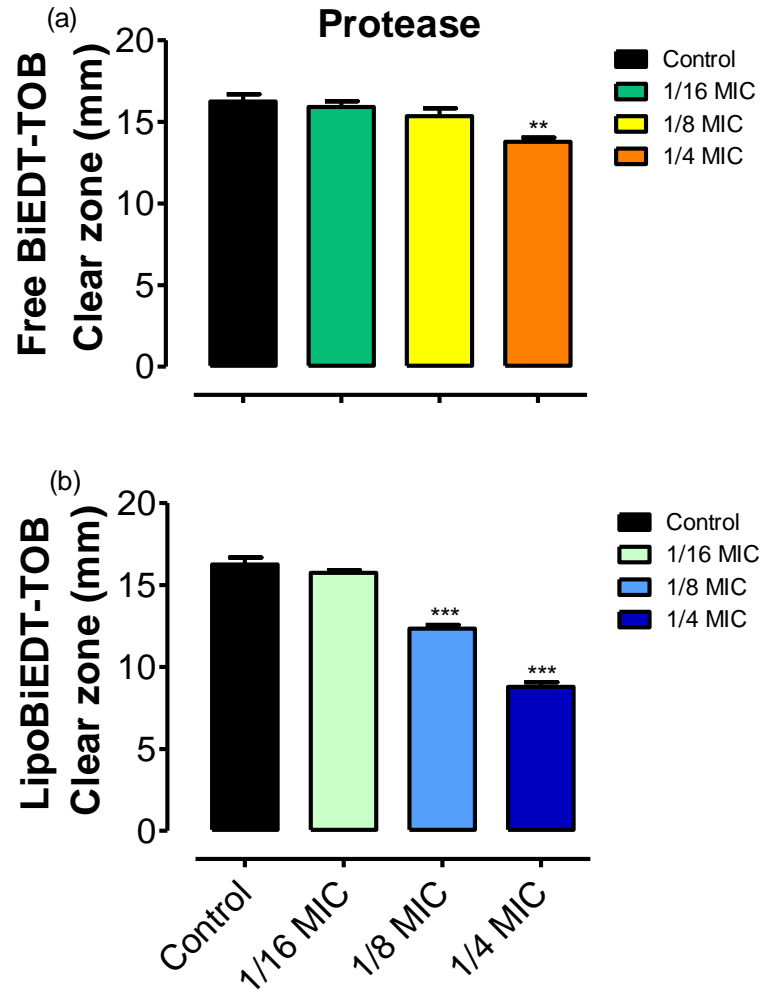 (a)
Protease
Free BiEDT-TOB
Clear zone (mm)
20
15
10
5
0
**
Control
1/16 MIC
1/8 MIC
1/4 MIC
(b)
LipoBiEDT-TOB
Clear zone (mm)
20
15
10
5
0
***
***
Control
1/16 MIC
1/8 MIC
1/4 MIC
Control
1/16 MIC
1/8 MIC
1/4 MIC